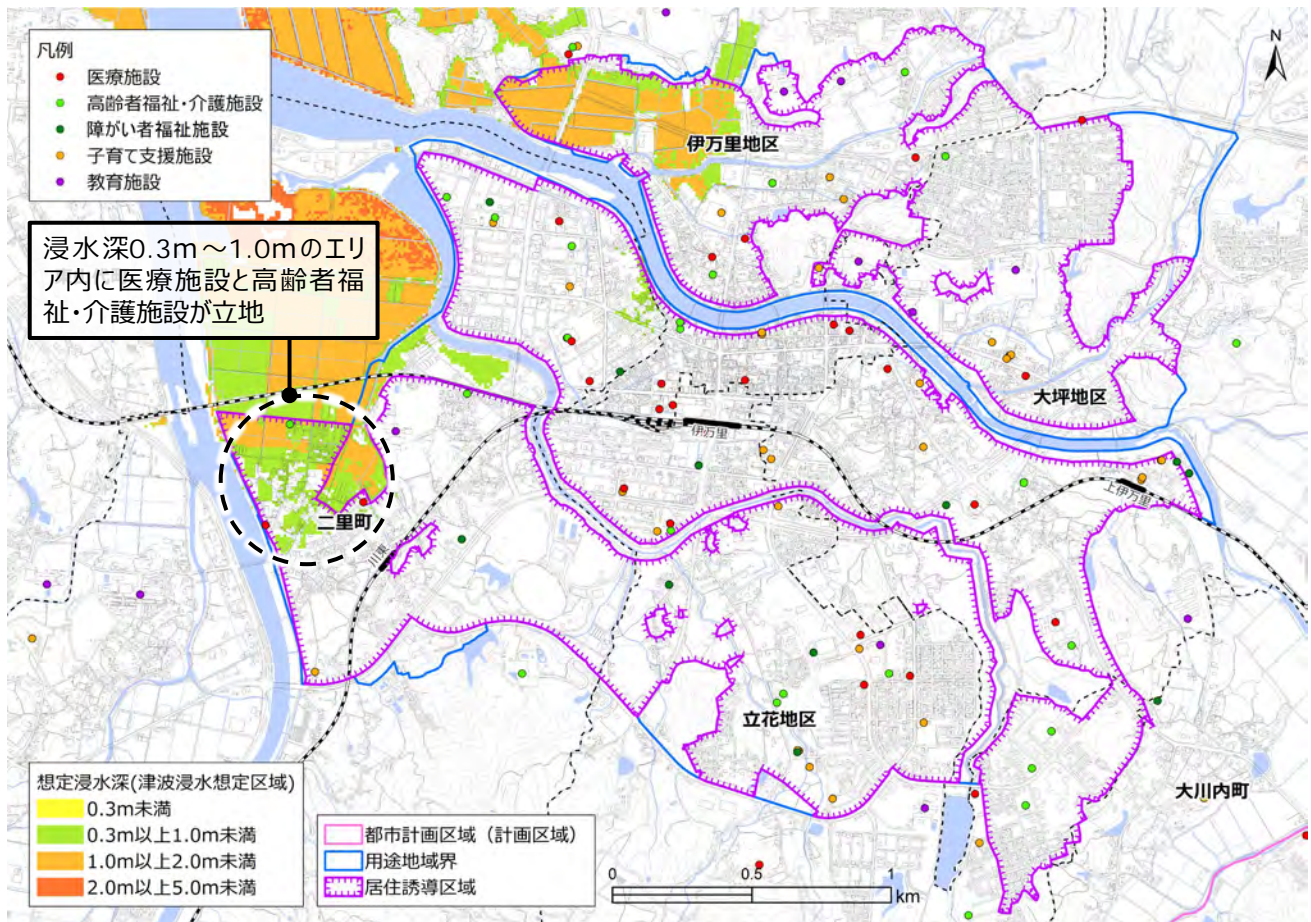 凡例
医療施設
高齢者福祉・介護施設
障がい者福祉施設
子育て支援施設
教育施設
N
伊万里地区
浸水深0.3m～1.0mのエリ
ア内に医療施設と高齢者福
祉・介護施設が立地
大坪地区
伊万里
上伊万里
二里町
川東
立花地区
大川内町
想定浸水深(津波浸水想定区域)
0.3m未満
0.3m以上1.0m未満
1.0m以上2.0m未満
2.0m以上5.0m未満
都市計画区域（計画区域）
用途地域界
居住誘導区域
0 0.5 1
km